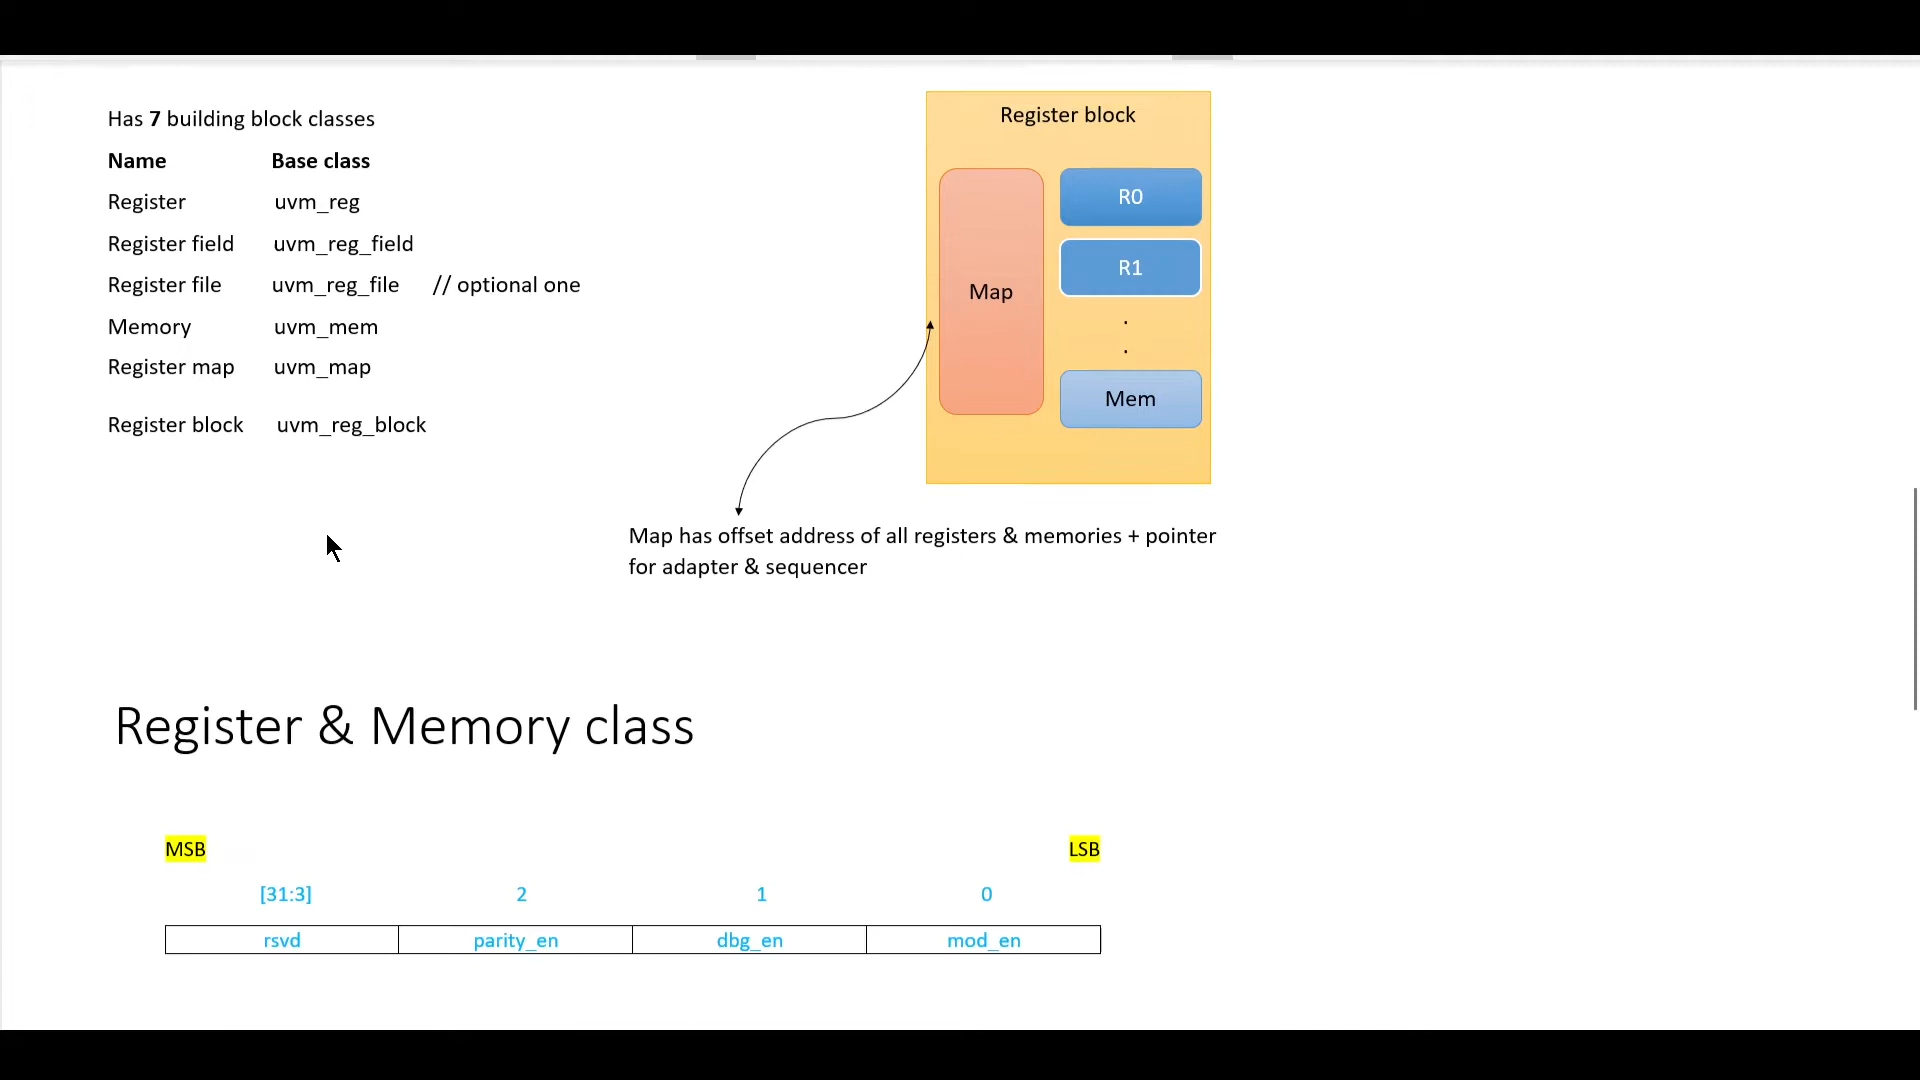 Has 7 building block classes
Name Base class
Register uvm_reg
Register field uvm_reg_field
Register file uvm_reg_file // optional one
Memory uvm_mem
Register map uvm_map
Register block uvm_reg_block
Register block
Map
R0
R1
.
.
Mem
Map has offset address of all registers & memories + pointer
for adapter & sequencer
Register & Memory class
MSB LSB
[31:3] 2 1 0
rsvd parity_en dbg_en mod_en